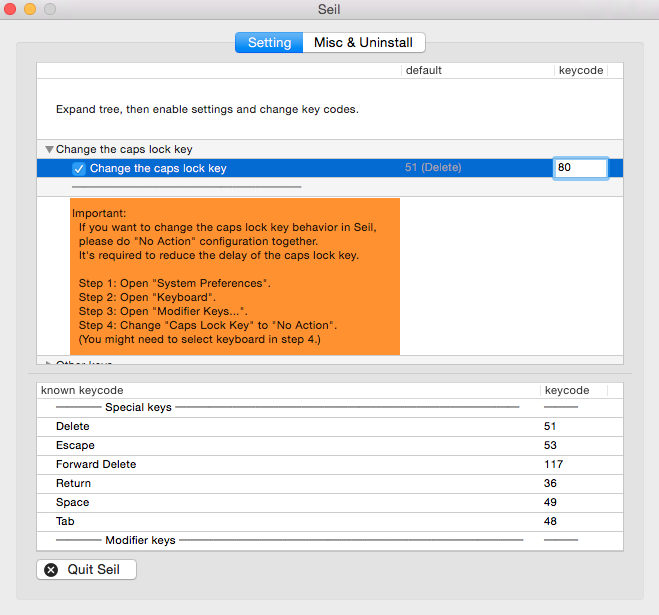 Seil
Setting Misc & Uninstall
default keycode
Expand tree, then enable settings and change key codes.
Change the caps lock key
Change the caps lock key 51 (Delete) 80
Important:
If you want to change the caps lock key behavior in Seil,
please do "No Action" configuration together.
It's required to reduce the delay of the caps lock key.
Step 1: Open "System Preferences".
Step 2: Open "Keyboard".
Step 3: Open "Modifier Keys...".
Step 4: Change "Caps Lock Key" to "No Action".
(You might need to select keyboard in step 4.)
Other keys
known keycode keycode
Special keys
Delete 51
Escape 53
Forward Delete 117
Return 36
Space 49
Tab 48
Modifier keys
Quit Seil